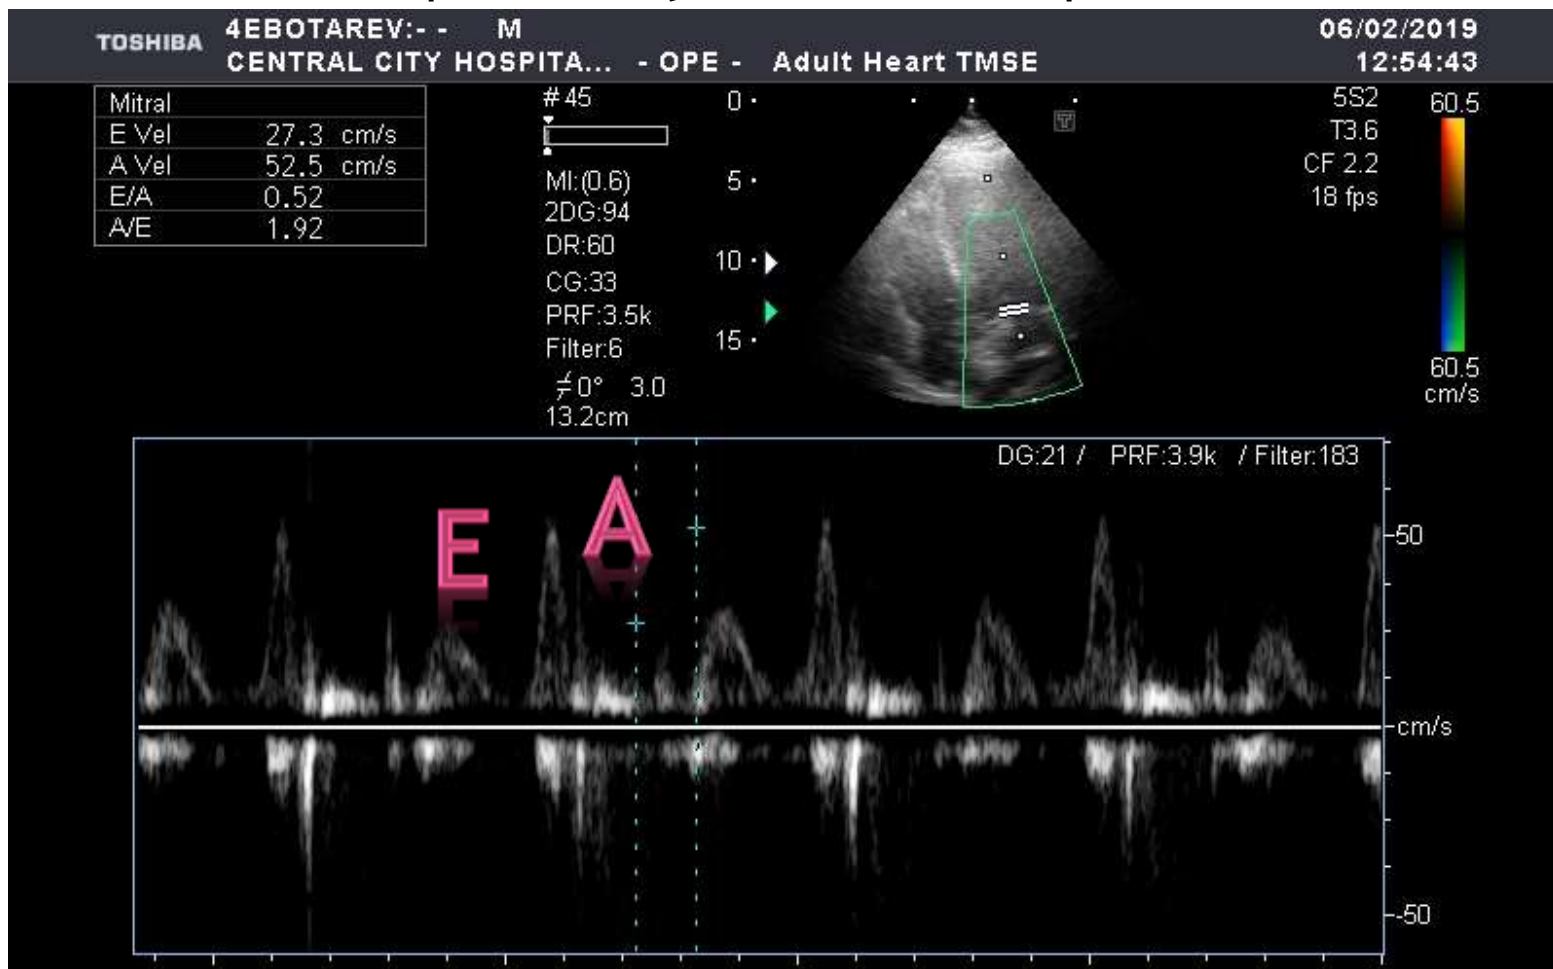 TOSHIBA 4EBOTAREV:- - M 06/02/2019
CENTRAL CITY HOSPITA... - OPE - Adult Heart TMSE 12:54:43
Mitral
E Vel 27.3 cm/s
A Vel 52.5 cm/s
E/A 0.52
A/E 1.92
#45
MI:(0.6)
2DG:94
DR:60
CG:33
PRF:3.5k
Filter:6
≠0° 3.0
13.2cm
0
5
10
15
T
5S2
T3.6
CF 2.2
18 fps
60.5
60.5
cm/s
DG:21 / PRF:3.9k / Filter:183
E A
50
cm/s
-50